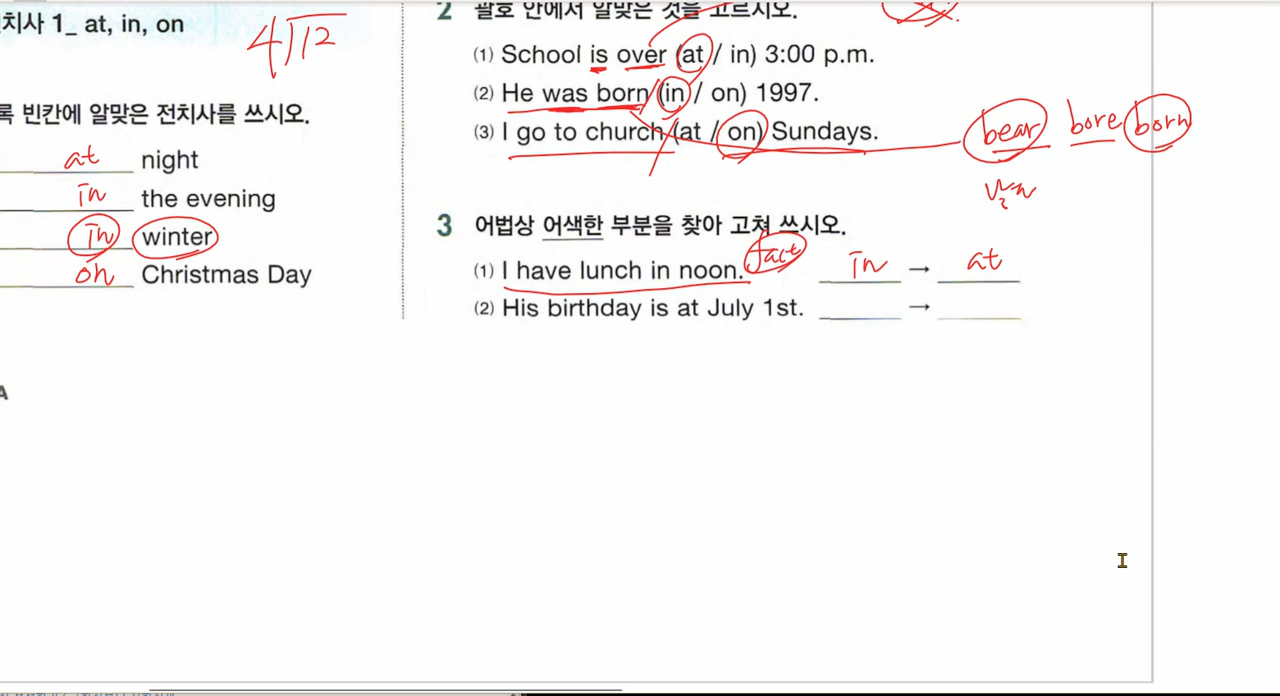 치사 1_ at, in, on
4)12
록 빈칸에 알맞은 전치사를 쓰시오.
at night
in the evening
in winter
on Christmas Day
A
2 괄호 안에서 알맞은 것을 고르시오.
(1) School is over (at / in) 3:00 p.m.
(2) He was born (in / on) 1997.
(3) I go to church (at / on) Sundays.
bear bore born
3 어법상 어색한 부분을 찾아 고쳐 쓰시오.
fact
(1) I have lunch in noon. in → at
(2) His birthday is at July 1st. →